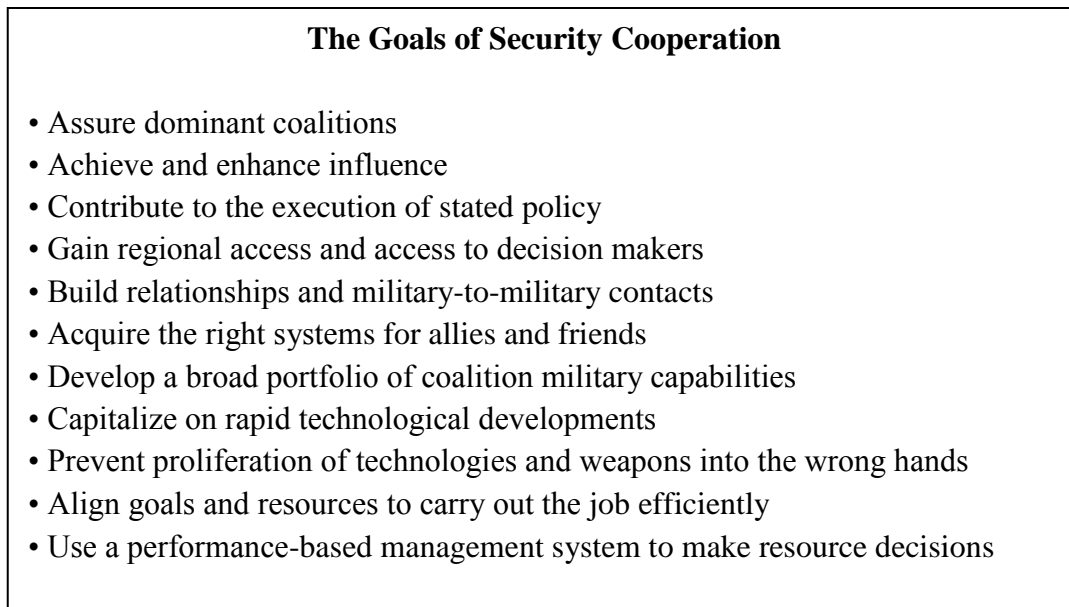 The Goals of Security Cooperation
• Assure dominant coalitions
• Achieve and enhance influence
• Contribute to the execution of stated policy
• Gain regional access and access to decision makers
• Build relationships and military-to-military contacts
• Acquire the right systems for allies and friends
• Develop a broad portfolio of coalition military capabilities
• Capitalize on rapid technological developments
• Prevent proliferation of technologies and weapons into the wrong hands
• Align goals and resources to carry out the job efficiently
• Use a performance-based management system to make resource decisions